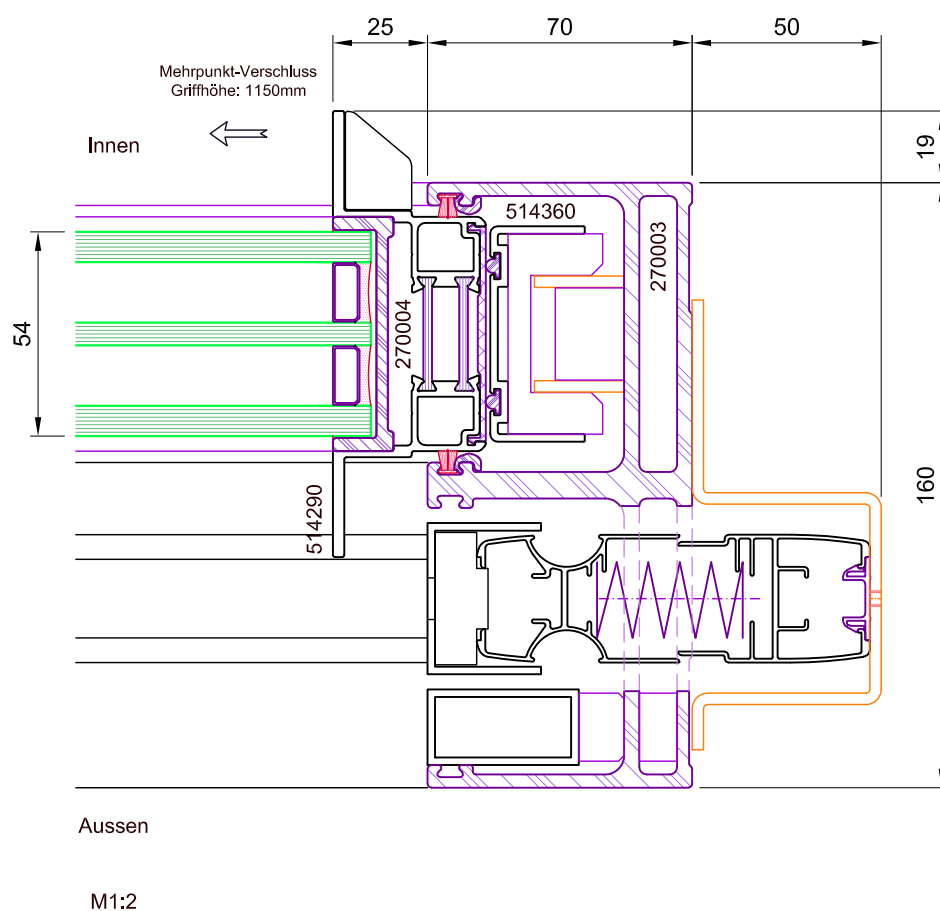 25
70
50
Mehrpunkt-Verschluss
Griffhöhe: 1150mm
Innen
19
514360
270003
54
270004
160
514290
Aussen
M1:2